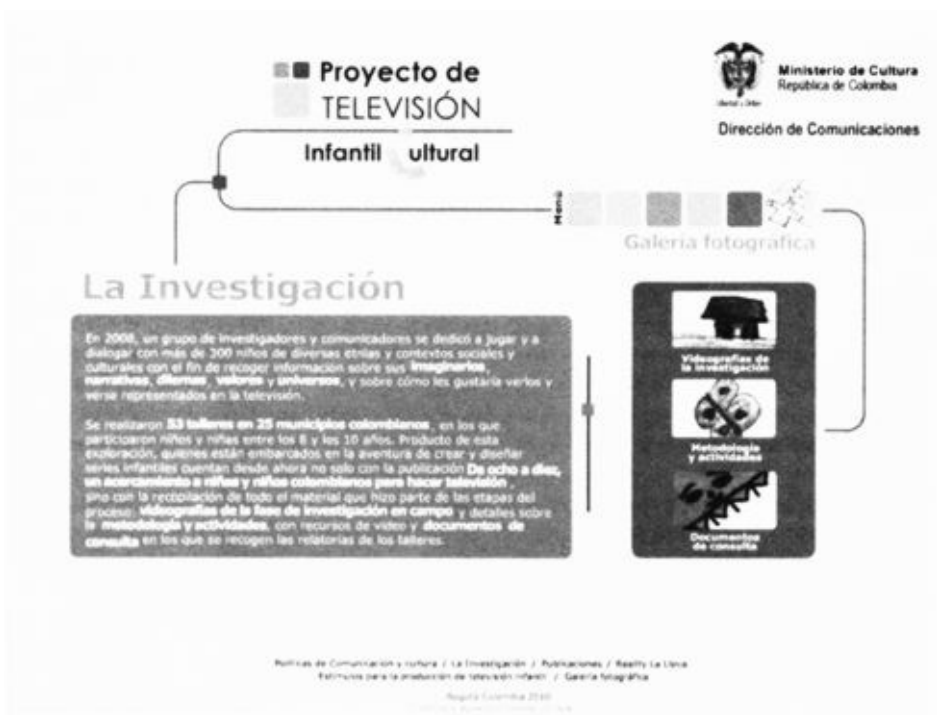 Proyecto de
TELEVISIÓN
Infantil Cultural
Ministerio de Cultura
República de Colombia
Libertad y Orden
Dirección de Comunicaciones
Menú
Galería fotográfica
La Investigación
En 2008, un grupo de investigadores y comunicadores se dedicó a jugar y a
dialogar con más de 300 niños de diversas etnias y contextos sociales y
culturales con el fin de recoger información sobre sus imaginarios,
narrativas, dilemas, valores y universos, y sobre cómo les gustaría verlos y
verse representados en la televisión.
Se realizaron 53 talleres en 25 municipios colombianos, en los que
participaron niños y niñas entre los 8 y los 10 años. Producto de esta
exploración, quienes están embarcados en la aventura de crear y diseñar
series infantiles cuentan desde ahora no solo con la publicación De ocho a diez,
un acercamiento a niñas y niños colombianos para hacer televisión,
sino con la recopilación de todo el material que hizo parte de las etapas del
proceso: videografías de la fase de investigación en campo y detalles sobre
la metodología y actividades, con recursos de video y documentos de
consulta en los que se recogen las relatorías de los talleres.
Videografías de
la investigación
Metodología
y actividades
Documentos
de consulta
Políticas de Comunicación y cultura / La Investigación / Publicaciones / Reality La Lleva
Estímulos para la producción de televisión infantil / Galería fotográfica
Bogotá Colombia 2010